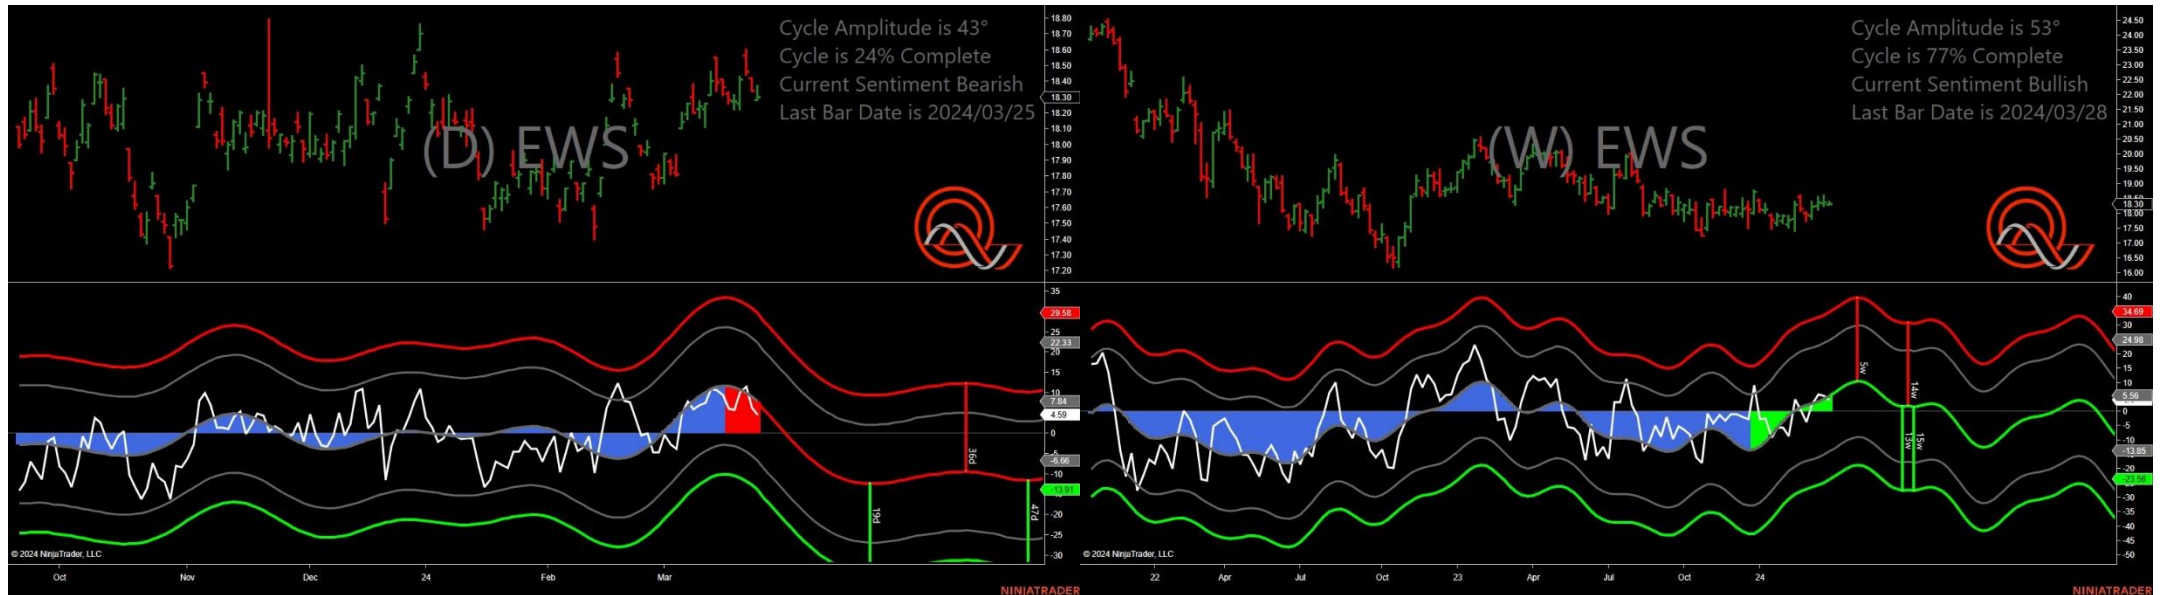 Cycle Amplitude is 43°
Cycle is 24% Complete
Current Sentiment Bearish
Last Bar Date is 2024/03/25
(D) EWS
18.80
18.70
18.60
18.50
18.40
18.30
18.20
18.10
18.00
17.90
17.80
17.70
17.60
17.50
17.40
17.30
17.20
35
29.58
25
22.33
20
15
10
7.84
4.59
0
-5
-6.66
-10
-13.91
-20
-25
-30
19d
36d
47d
© 2024 NinjaTrader, LLC
Oct
Nov
Dec
24
Feb
Mar
NINJATRADER
Cycle Amplitude is 53°
Cycle is 77% Complete
Current Sentiment Bullish
Last Bar Date is 2024/03/28
(W) EWS
24.50
24.00
23.50
23.00
22.50
22.00
21.50
21.00
20.50
20.00
19.50
19.00
18.30
18.00
17.50
17.00
16.50
16.00
40
34.69
30
24.98
20
15
10
5.56
0
-5
-10
-13.85
-20
-23.56
-30
-35
-40
-45
-50
5w
14w
13w
15w
© 2024 NinjaTrader, LLC
22
Apr
Jul
Oct
23
Apr
Jul
Oct
24
NINJATRADER